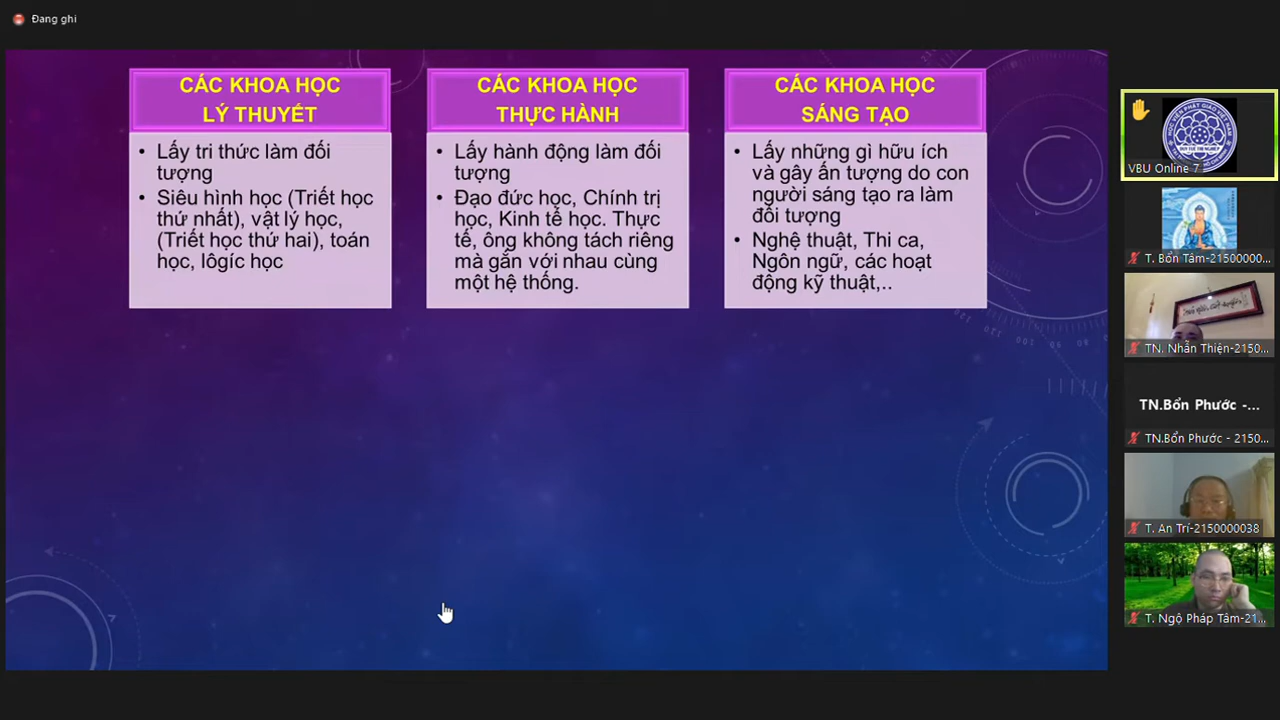 Đang ghi
CÁC KHOA HỌC
LÝ THUYẾT
• Lấy tri thức làm đối
tượng
• Siêu hình học (Triết học
thứ nhất), vật lý học,
(Triết học thứ hai), toán
học, lôgíc học
CÁC KHOA HỌC
THỰC HÀNH
• Lấy hành động làm đối
tượng
• Đạo đức học, Chính trị
học, Kinh tế học. Thực
tế, ông không tách riêng
mà gắn với nhau cùng
một hệ thống.
CÁC KHOA HỌC
SÁNG TẠO
• Lấy những gì hữu ích
và gây ấn tượng do con
người sáng tạo ra làm
đối tượng
• Nghệ thuật, Thi ca,
Ngôn ngữ, các hoạt
động kỹ thuật,..
VBU Online 7
T. Bổn Tâm-21500000...
TN. Nhẫn Thiện-2150...
TN.Bổn Phước -...
TN.Bổn Phước - 2150...
T. An Trí-2150000038
T. Ngộ Pháp Tâm-21...